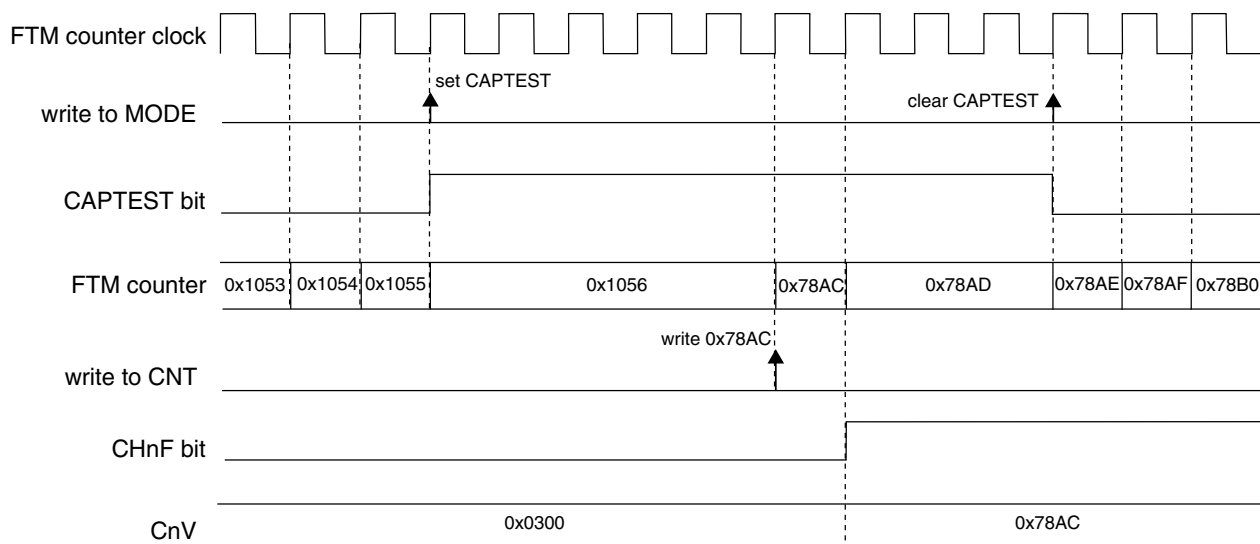 FTM counter clock
set CAPTEST
write to MODE
clear CAPTEST
CAPTEST bit
FTM counter
0x1053 0x1054 0x1055 0x1056 0x78AC 0x78AD 0x78AE 0x78AF 0x78B0
write 0x78AC
write to CNT
CHnF bit
CnV
0x0300 0x78AC